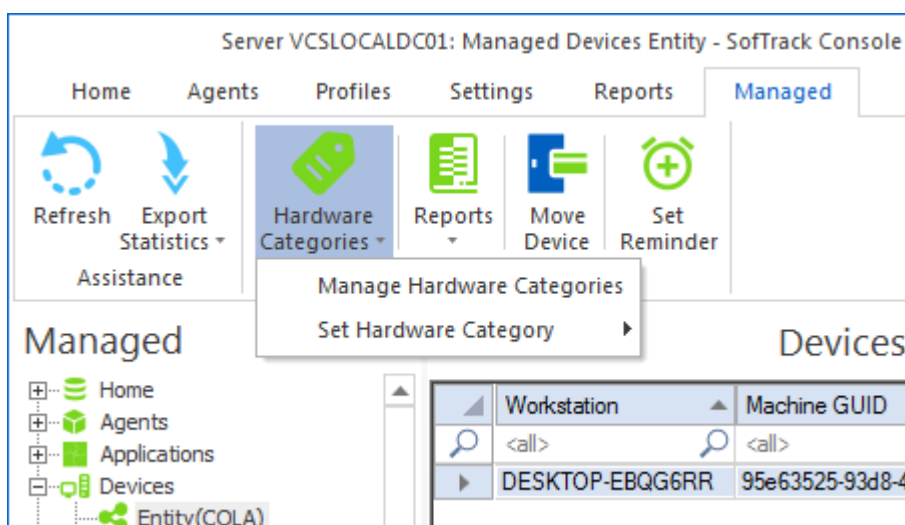 Server VCSLOCALDC01: Managed Devices Entity - SofTrack Console
Home Agents Profiles Settings Reports Managed
Refresh Export Statistics Hardware Categories Reports Move Device Set Reminder
Assistance
Manage Hardware Categories
Set Hardware Category
Managed
Devices
Home
Agents
Applications
Devices
Entity(COLA)
Workstation Machine GUID
<all> <all>
DESKTOP-EBQG6RR 95e63525-93d8-4